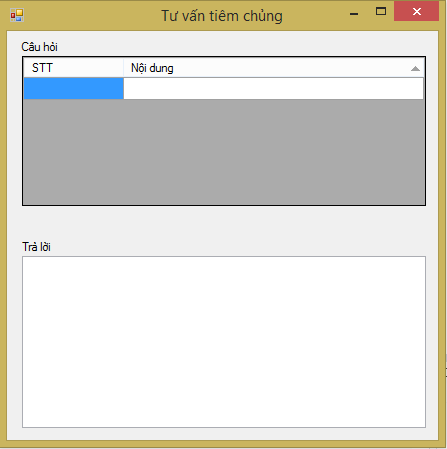 Tư vấn tiêm chủng
Câu hỏi
STT Nội dung
Trả lời